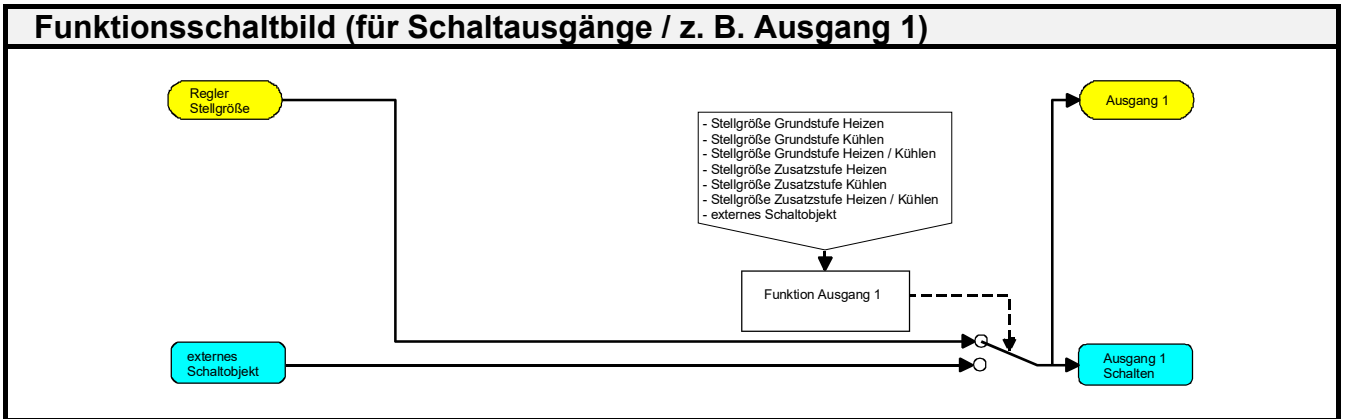 Funktionsschaltbild (für Schaltausgänge / z. B. Ausgang 1)
Regler
Stellgröße
Ausgang 1
- Stellgröße Grundstufe Heizen
- Stellgröße Grundstufe Kühlen
- Stellgröße Grundstufe Heizen / Kühlen
- Stellgröße Zusatzstufe Heizen
- Stellgröße Zusatzstufe Kühlen
- Stellgröße Zusatzstufe Heizen / Kühlen
- externes Schaltobjekt
Funktion Ausgang 1
externes
Schaltobjekt
Ausgang 1
Schalten